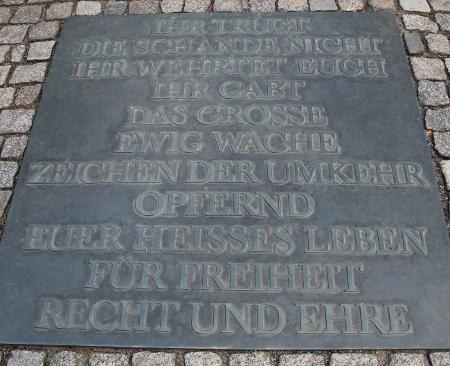 IHR TRUGT
DIE SCHANDE NICHT
IHR WEHRTET EUCH
IHR GABT
DAS GROSSE
EWIG WACHE
ZEICHEN DER UMKEHR
OPFERND
EUER HEISSES LEBEN
FÜR FREIHEIT
RECHT UND EHRE